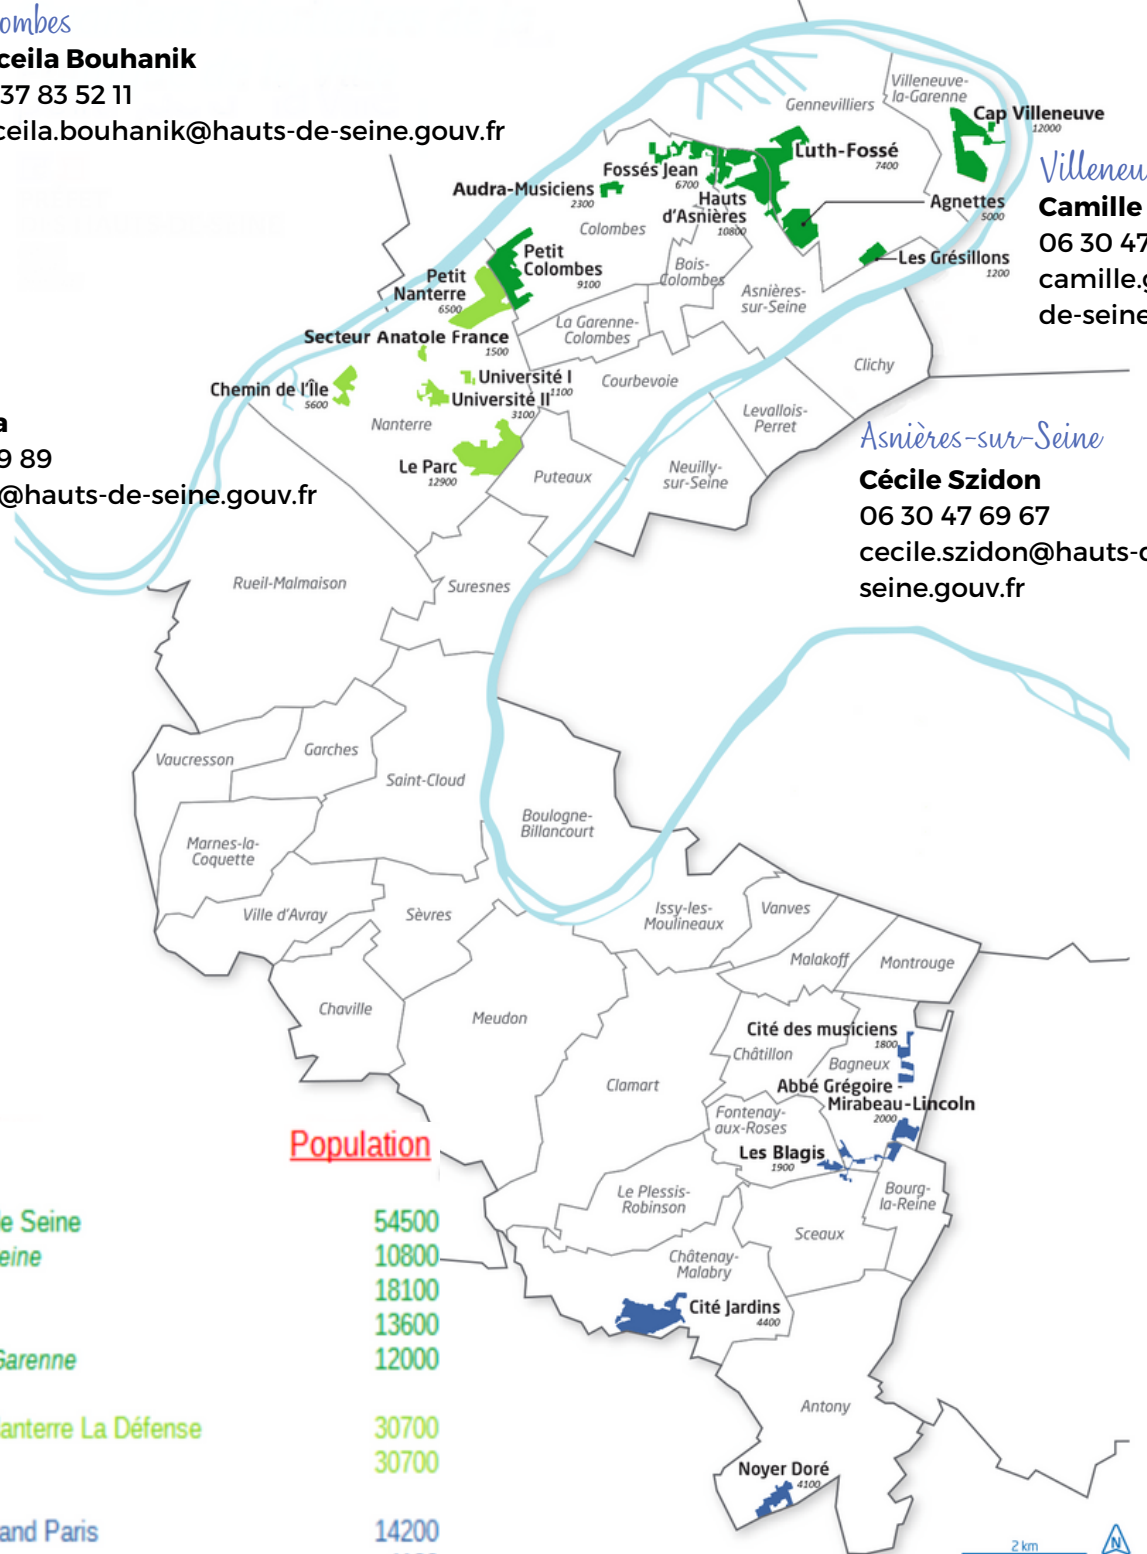 ombes
ceila Bouhanik
37 83 52 11
ceila.bouhanik@hauts-de-seine.gouv.fr
Villeneuve-
la-Garenne
Gennevilliers
Cap Villeneuve
12000
Luth-Fossé
7400
Fossés Jean
6700
Audra-Musiciens
2300
Hauts
d'Asnières
10800
Agnettes
5000
Villeneu
Camille
06 30 47
camille.g
de-seine
Colombes
Petit
Colombes
9100
Les Grésillons
1200
Bois-
Colombes
Petit
Nanterre
6500
Asnières-
sur-Seine
La Garenne-
Colombes
Secteur Anatole France
1500
Clichy
Chemin de l'Île
5600
Université I
1100
Université II
3100
Courbevoie
Levallois-
Perret
Nanterre
a
9 89
@hauts-de-seine.gouv.fr
Le Parc
12900
Puteaux
Neuilly-
sur-Seine
Asnières-sur-Seine
Cécile Szidon
06 30 47 69 67
cecile.szidon@hauts-d
seine.gouv.fr
Rueil-Malmaison
Suresnes
Vaucresson
Garches
Saint-Cloud
Boulogne-
Billancourt
Marnes-la-
Coquette
Ville d'Avray
Sèvres
Issy-les-
Moulineaux
Vanves
Malakoff
Montrouge
Chaville
Meudon
Cité des musiciens
1800
Châtillon
Bagneux
Clamart
Abbé Grégoire -
Mirabeau-Lincoln
2000
Fontenay-
aux-Roses
Les Blagis
1900
Le Plessis-
Robinson
Bourg-
la-Reine
Sceaux
Châtenay-
Malabry
Cité Jardins
4400
Antony
Noyer Doré
4100
Population
le Seine 54500
eine 10800
18100
13600
Garenne 12000
anterre La Défense 30700
30700
and Paris 14200
2 km
N